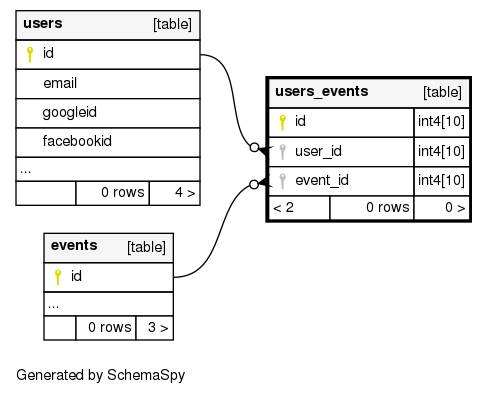 users [table]
id
email
googleid
facebookid
...
0 rows 4 >
users_events [table]
id int4[10]
user_id int4[10]
event_id int4[10]
< 2 0 rows 0 >
events [table]
id
...
0 rows 3 >
Generated by SchemaSpy